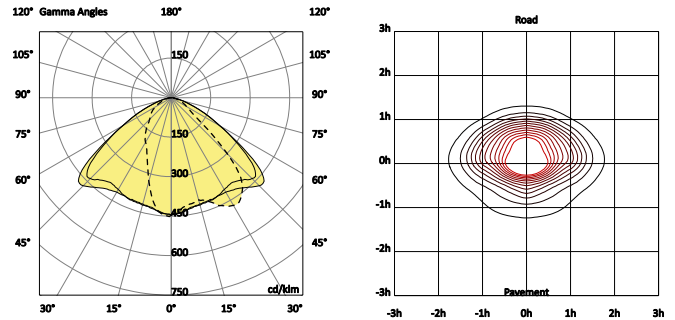 120° Gamma Angles 180° 120°
105° 150 105°
90° 90°
75° 150 75°
60° 300 60°
45° 450 45°
600
cd/klm
750
30° 15° 0° 15° 30°
Road
3h
2h
1h
0h
-1h
-2h
-3h Pavement
-3h -2h -1h 0h 1h 2h 3h